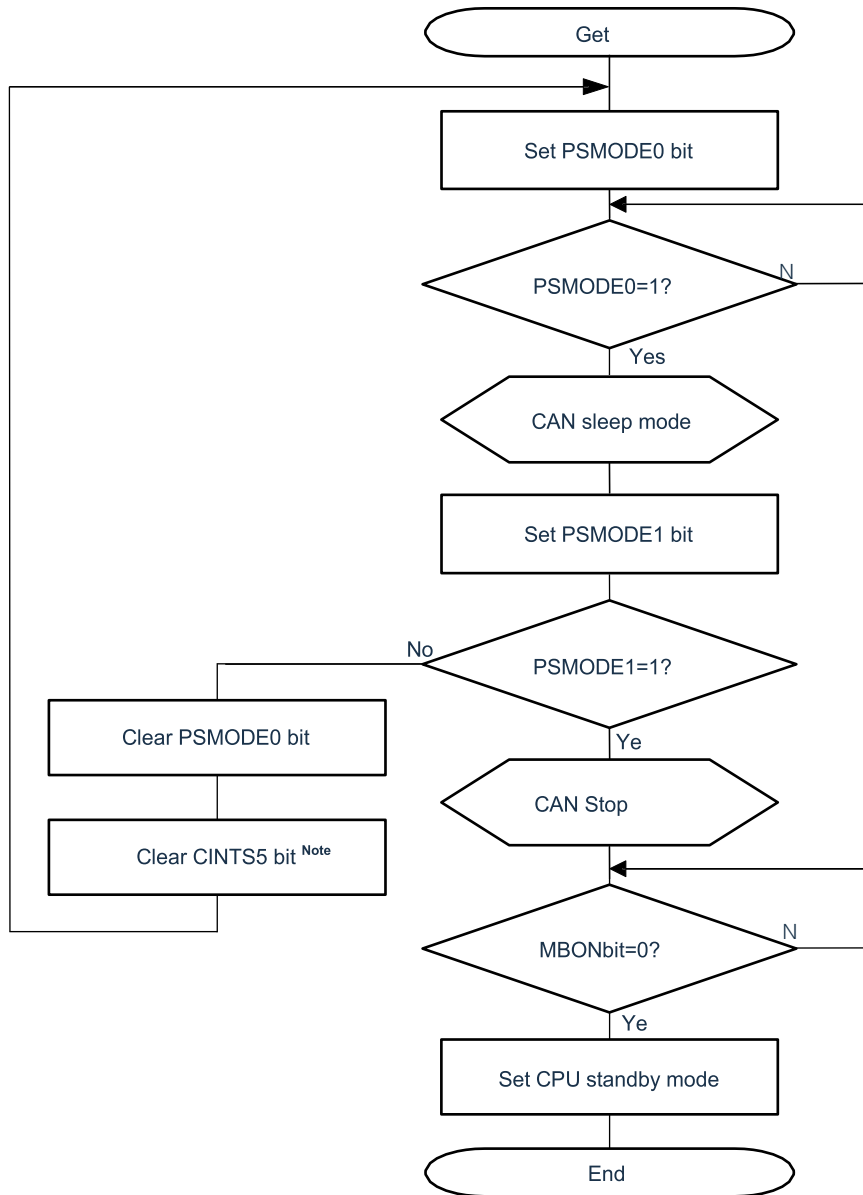 Get
Set PSMODE0 bit
PSMODE0=1?
N
Yes
CAN sleep mode
Set PSMODE1 bit
No
PSMODE1=1?
Clear PSMODE0 bit
Ye
CAN Stop
Clear CINTS5 bit Note
MBONbit=0?
N
Ye
Set CPU standby mode
End